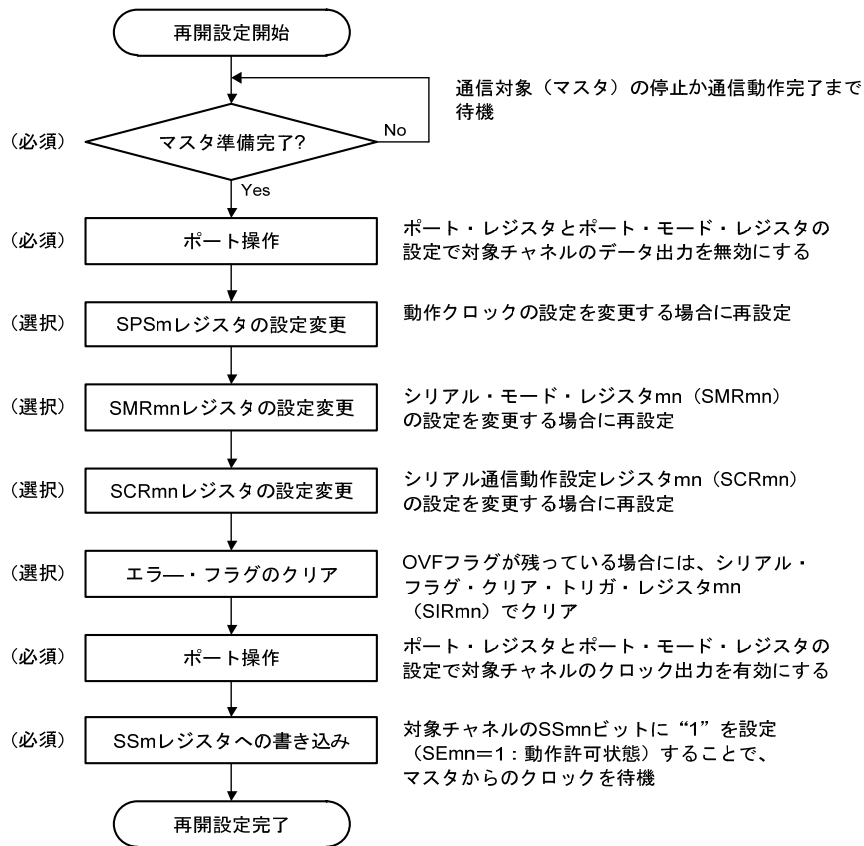 再開設定開始
通信対象（マスタ）の停止か通信動作完了まで
待機
（必須）
マスタ準備完了?
No
Yes
（必須）
ポート操作
ポート・レジスタとポート・モード・レジスタの
設定で対象チャネルのデータ出力を無効にする
（選択）
SPSmレジスタの設定変更
動作クロックの設定を変更する場合に再設定
（選択）
SMRmnレジスタの設定変更
シリアル・モード・レジスタmn（SMRmn）
の設定を変更する場合に再設定
（選択）
SCRmnレジスタの設定変更
シリアル通信動作設定レジスタmn（SCRmn）
の設定を変更する場合に再設定
（選択）
エラ―・フラグのクリア
OVFフラグが残っている場合には、シリアル・
フラグ・クリア・トリガ・レジスタmn
（SIRmn）でクリア
（必須）
ポート操作
ポート・レジスタとポート・モード・レジスタの
設定で対象チャネルのクロック出力を有効にする
（必須）
SSmレジスタへの書き込み
対象チャネルのSSmnビットに“1”を設定
（SEmn＝1：動作許可状態）することで、
マスタからのクロックを待機
再開設定完了